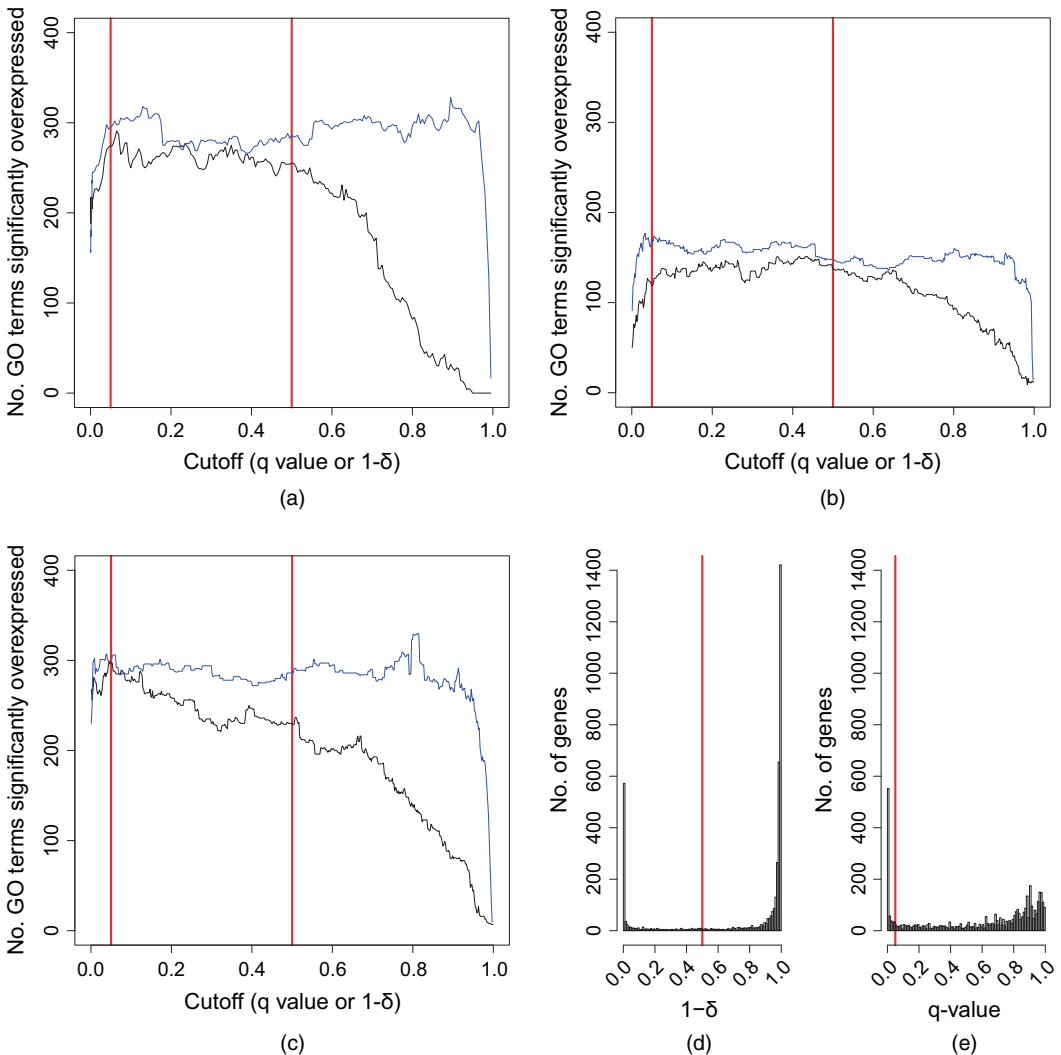 No. GO terms significantly overexpressed
400
300
200
100
0
0.0 0.2 0.4 0.6 0.8 1.0
Cutoff (q value or 1-δ)
(a)
No. GO terms significantly overexpressed
400
300
200
100
0
0.0 0.2 0.4 0.6 0.8 1.0
Cutoff (q value or 1-δ)
(b)
No. GO terms significantly overexpressed
400
300
200
100
0
0.0 0.2 0.4 0.6 0.8 1.0
Cutoff (q value or 1-δ)
(c)
No. of genes
1400
1200
1000
800
600
400
200
0
0.0 0.2 0.4 0.6 0.8 1.0
1−δ
(d)
No. of genes
1400
1200
1000
800
600
400
200
0
0.0 0.2 0.4 0.6 0.8 1.0
q-value
(e)